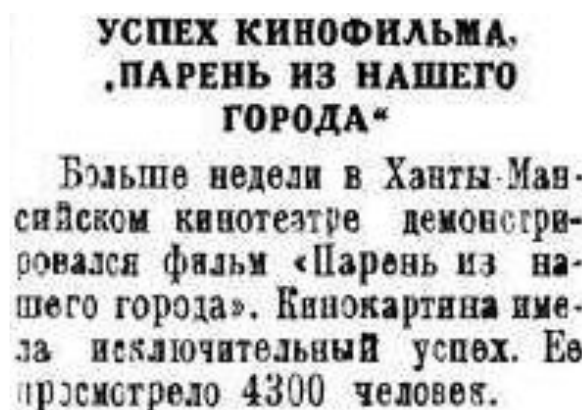 УСПЕХ КИНОФИЛЬМА,
„ПАРЕНЬ ИЗ НАШЕГО
ГОРОДА“
Больше недели в Ханты-Ман-
сийском кинотеатре демонстри-
ровался фильм «Парень из на-
шего города». Кинокартина име-
ла исключительный успех. Ее
просмотрело 4300 человек.